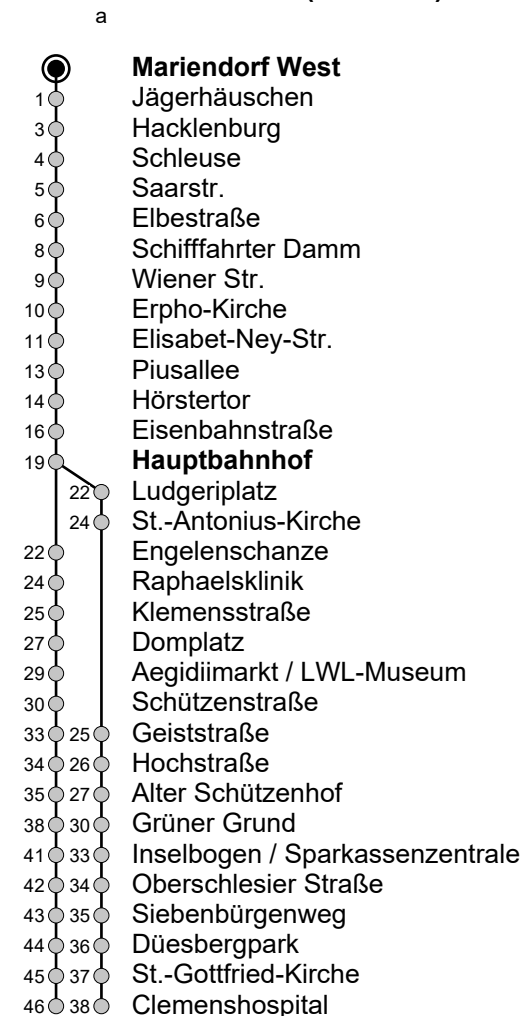 a
Mariendorf West
1 Jägerhäuschen
3 Hacklenburg
4 Schleuse
5 Saarstr.
6 Elbestraße
8 Schifffahrter Damm
9 Wiener Str.
10 Erpho-Kirche
11 Elisabet-Ney-Str.
13 Piusallee
14 Hörstertor
16 Eisenbahnstraße
19 Hauptbahnhof
22 Ludgeriplatz
24 St.-Antonius-Kirche
22 Engelenschanze
24 Raphaelsklinik
25 Klemensstraße
27 Domplatz
29 Aegidiimarkt / LWL-Museum
30 Schützenstraße
33 25 Geiststraße
34 26 Hochstraße
35 27 Alter Schützenhof
38 30 Grüner Grund
41 33 Inselbogen / Sparkassenzentrale
42 34 Oberschlesier Straße
43 35 Siebenbürgenweg
44 36 Düesbergpark
45 37 St.-Gottfried-Kirche
46 38 Clemenshospital